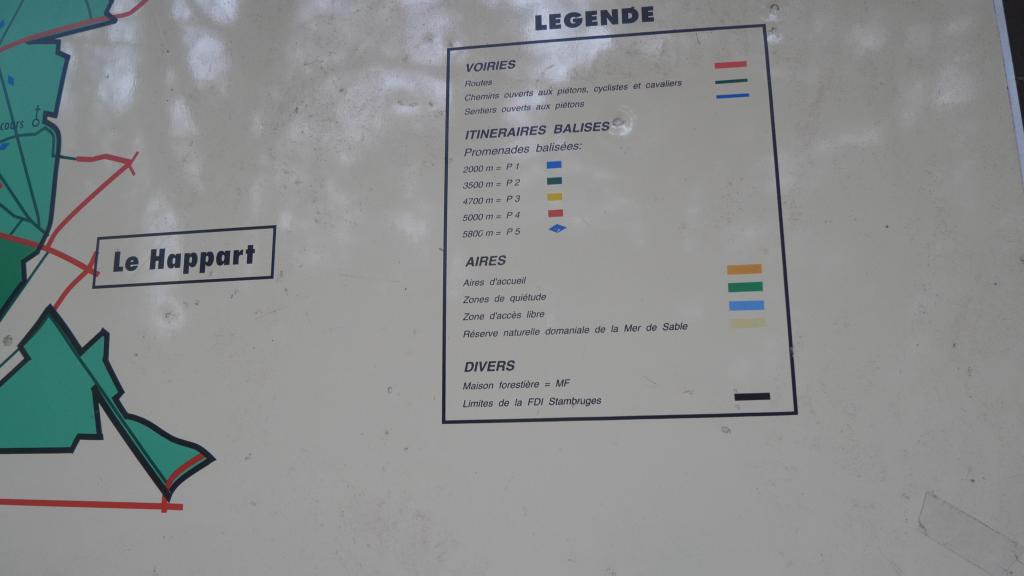 LEGENDE
VOIRIES
Routes
Chemins ouverts aux piétons, cyclistes et cavaliers
Sentiers ouverts aux piétons
ITINERAIRES BALISES
Promenades balisées:
2000 m = P 1
3500 m = P 2
4700 m = P 3
5000 m = P 4
5800 m = P 5
AIRES
Aires d'accueil
Zones de quiétude
Zone d'accès libre
Réserve naturelle domaniale de la Mer de Sable
DIVERS
Maison forestière = MF
Limites de la FDI Stambruges
cours
Le Happart